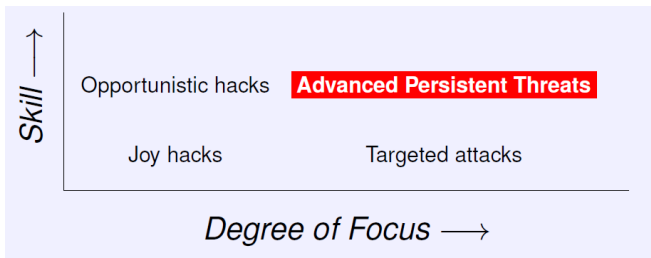 Skill →
Opportunistic hacks
Advanced Persistent Threats
Joy hacks
Targeted attacks
Degree of Focus →